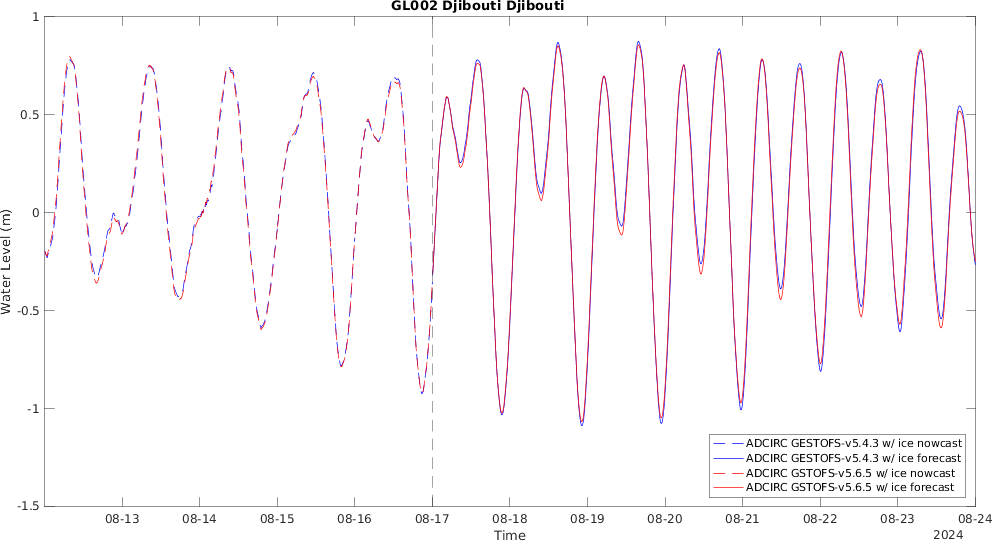 GL002 Djibouti Djibouti
1
0.5
0
-0.5
-1
-1.5
Water Level (m)
08-13 08-14 08-15 08-16 08-17 08-18 08-19 08-20 08-21 08-22 08-23 08-24
Time
2024
ADCIRC GESTOFS-v5.4.3 w/ ice nowcast
ADCIRC GESTOFS-v5.4.3 w/ ice forecast
ADCIRC GSTOFS-v5.6.5 w/ ice nowcast
ADCIRC GSTOFS-v5.6.5 w/ ice forecast